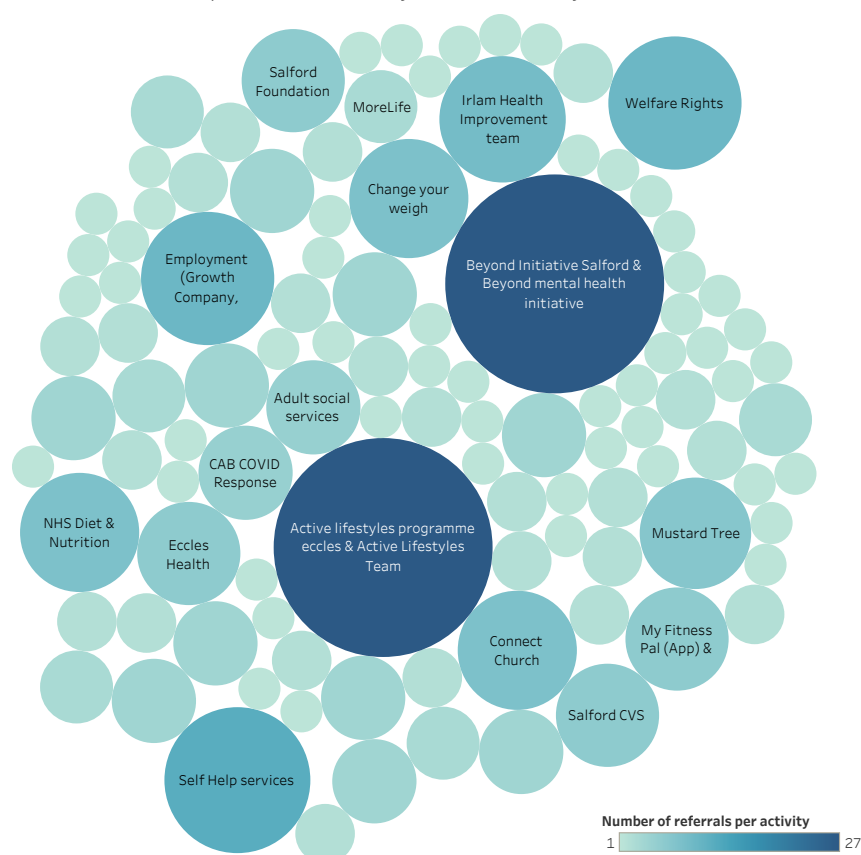 Salford
Foundation
MoreLife
Irlam Health
Improvement
team
Welfare Rights
Change your
weigh
Employment
(Growth
Company,
Beyond Initiative Salford &
Beyond mental health
initiative
Adult social
services
CAB COVID
Response
NHS Diet &
Nutrition
Eccles
Health
Active lifestyles programme
eccles & Active Lifestyles
Team
Mustard Tree
Connect
Church
My Fitness
Pal (App) &
Salford CVS
Self Help services
Number of referrals per activity
1 27